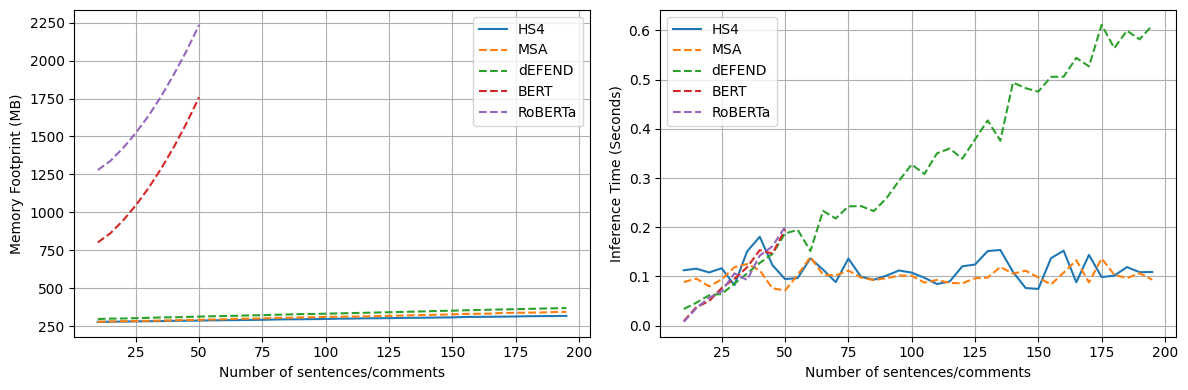 2250
2000
1750
1500
1250
1000
750
500
250
Memory Footprint (MB)
25
50
75
100
125
150
175
200
Number of sentences/comments
HS4
MSA
dEFEND
BERT
RoBERTa
0.6
0.5
0.4
0.3
0.2
0.1
0.0
Inference Time (Seconds)
25
50
75
100
125
150
175
200
Number of sentences/comments
HS4
MSA
dEFEND
BERT
RoBERTa